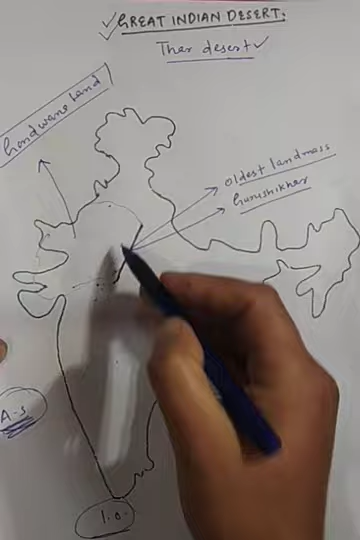 GREAT INDIAN DESERT.
Thar desert
Gondwana Land
Oldest landmass
Gurushikhar
A.S
I.O.